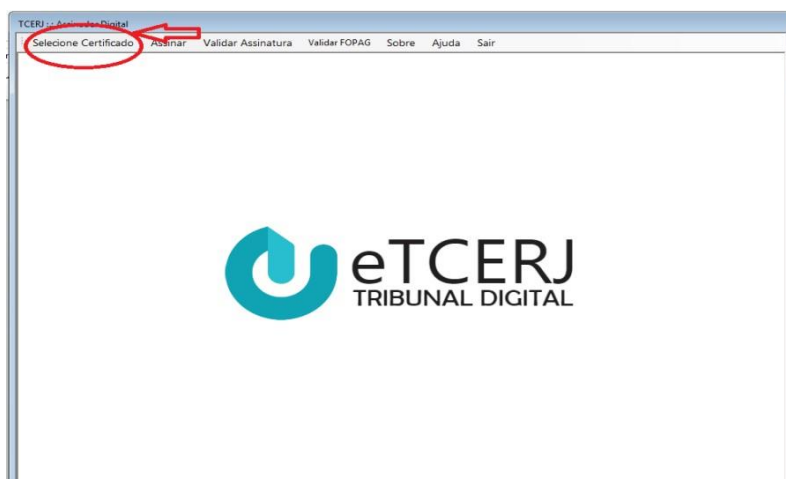 TCERJ :.: Assinador Digital
Selecione Certificado Assinar Validar Assinatura Validar FOPAG Sobre Ajuda Sair
eTCERJ
TRIBUNAL DIGITAL